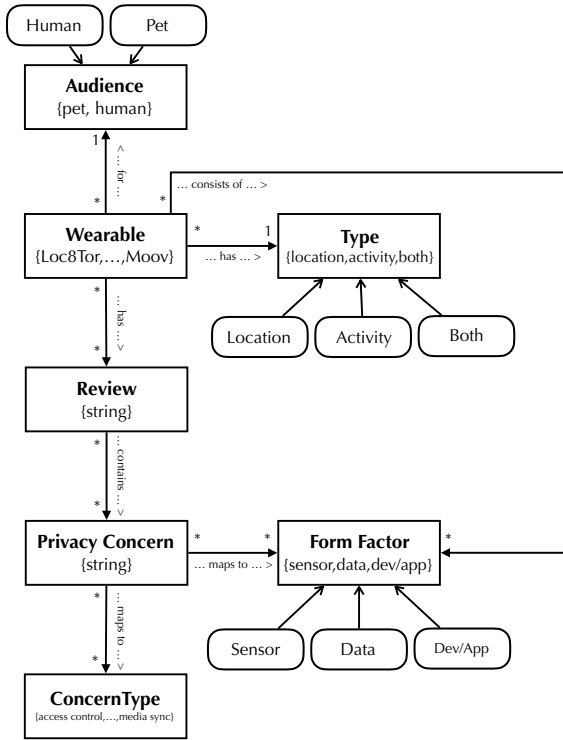 Human
Pet
Audience
{pet, human}
1
< ... for ...
*
... consists of ... >
*
Wearable
{Loc8Tor,...,Moov}
*
1
... has ... >
Type
{location,activity,both}
Location
Activity
Both
*
... has ... >
*
Review
{string}
*
... contains ... >
*
Privacy Concern
{string}
*
*
... maps to ... >
Form Factor
{sensor,data,dev/app}
*
Sensor
Data
Dev/App
*
... maps to ... >
*
ConcernType
{access control,...,media sync}